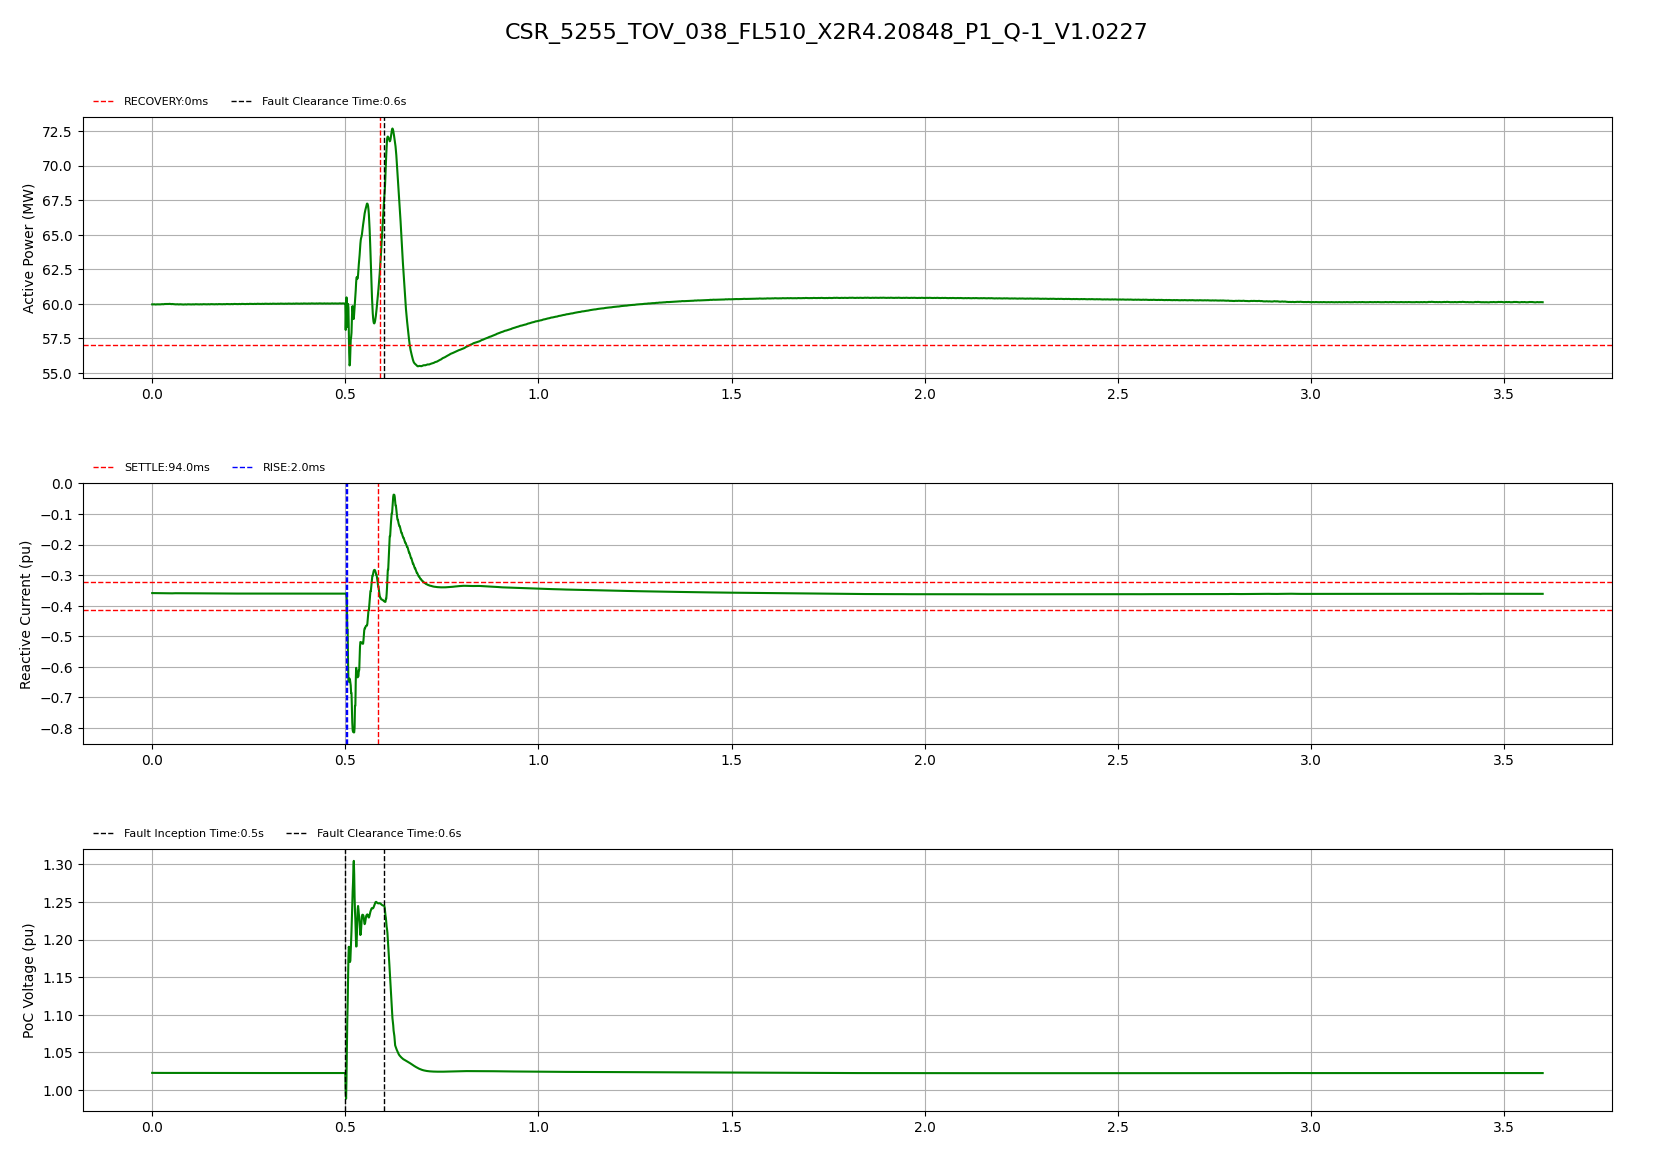 CSR_5255_TOV_038_FL510_X2R4.20848_P1_Q-1_V1.0227
RECOVERY:0ms Fault Clearance Time:0.6s
Active Power (MW)
72.5
70.0
67.5
65.0
62.5
60.0
57.5
55.0
0.0 0.5 1.0 1.5 2.0 2.5 3.0 3.5
SETTLE:94.0ms RISE:2.0ms
Reactive Current (pu)
0.0
−0.1
−0.2
−0.3
−0.4
−0.5
−0.6
−0.7
−0.8
0.0 0.5 1.0 1.5 2.0 2.5 3.0 3.5
Fault Inception Time:0.5s Fault Clearance Time:0.6s
PoC Voltage (pu)
1.30
1.25
1.20
1.15
1.10
1.05
1.00
0.0 0.5 1.0 1.5 2.0 2.5 3.0 3.5